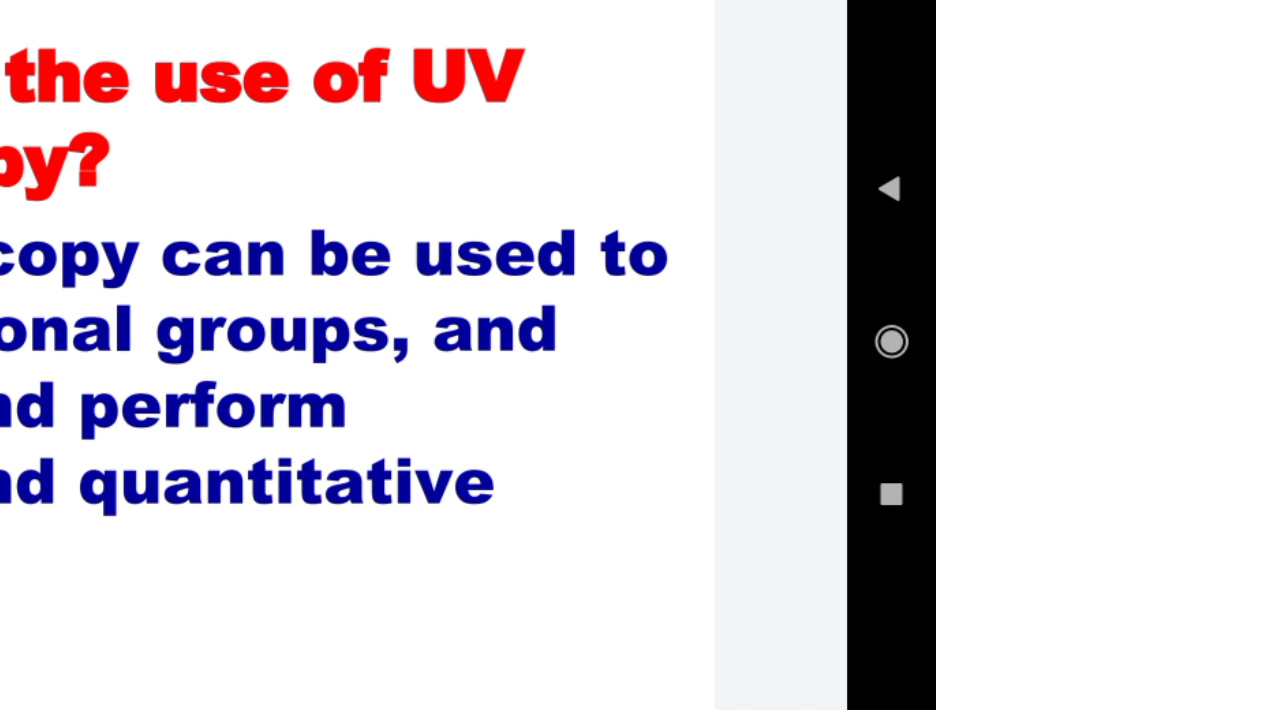 the use of UV
py?
copy can be used to
onal groups, and
nd perform
nd quantitative